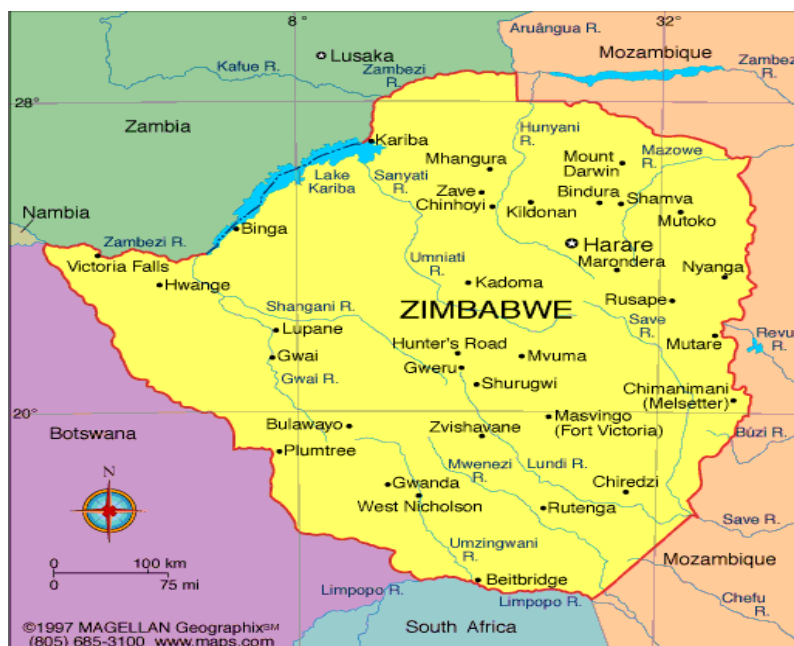 8°
32°
Aruângua R.
Lusaka
Mozambique
Kafue R.
Zambezi
R.
Zambezi
R.
28°
Zambia
Kariba
Hunyani
R.
Mazowe
R.
Lake
Kariba
Sanyati
R.
Mhangura
Mount
Darwin
Zave
Chinhoyi
Kildonan
Bindura
Shamva
Mutoko
Nambia
Binga
Zambezi R.
Victoria Falls
Hwange
Umniati
R.
Harare
Marondera
Nyanga
Kadoma
Shangani R.
ZIMBABWE
Rusape
Save
R.
Lupane
Hunter's Road
Mvuma
Mutare
Revu
R.
Gwai
Gwai R.
Gweru
Shurugwi
Chimanimani
(Melsetter)
20°
Botswana
Bulawayo
Plumtree
Zvishavane
Masvingo
(Fort Victoria)
Búzi R.
Mwenezi
R.
Lundi R.
N
Gwanda
West Nicholson
Chiredzi
Rutenga
Save R.
Umzingwani
R.
Mozambique
0 100 km
0 75 mi
Beitbridge
Limpopo R.
Limpopo R.
Chefu
R.
South Africa
©1997 MAGELLAN Geographix℠
(805) 685-3100 www.maps.com